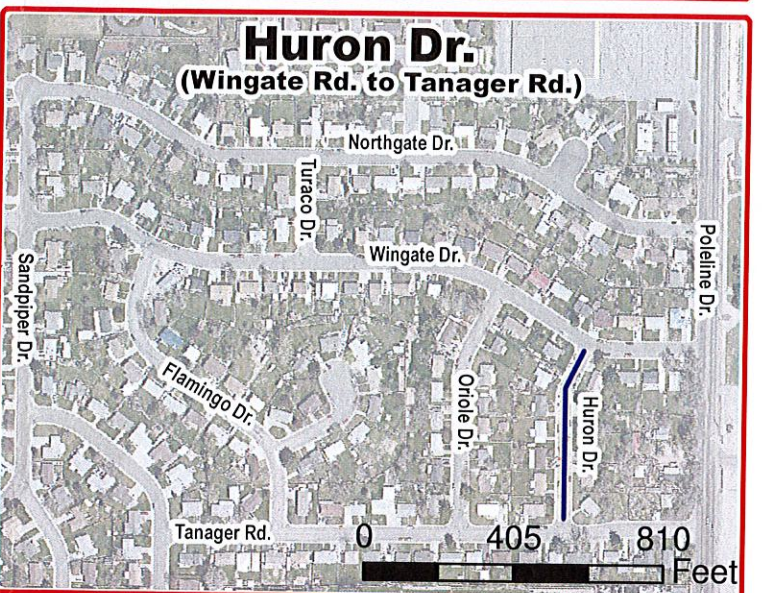 Huron Dr.
(Wingate Rd. to Tanager Rd.)
Northgate Dr.
Turaco Dr.
Wingate Dr.
Poleline Dr.
Sandpiper Dr.
Flamingo Dr.
Oriole Dr.
Huron Dr.
Tanager Rd.
0 405 810
Feet